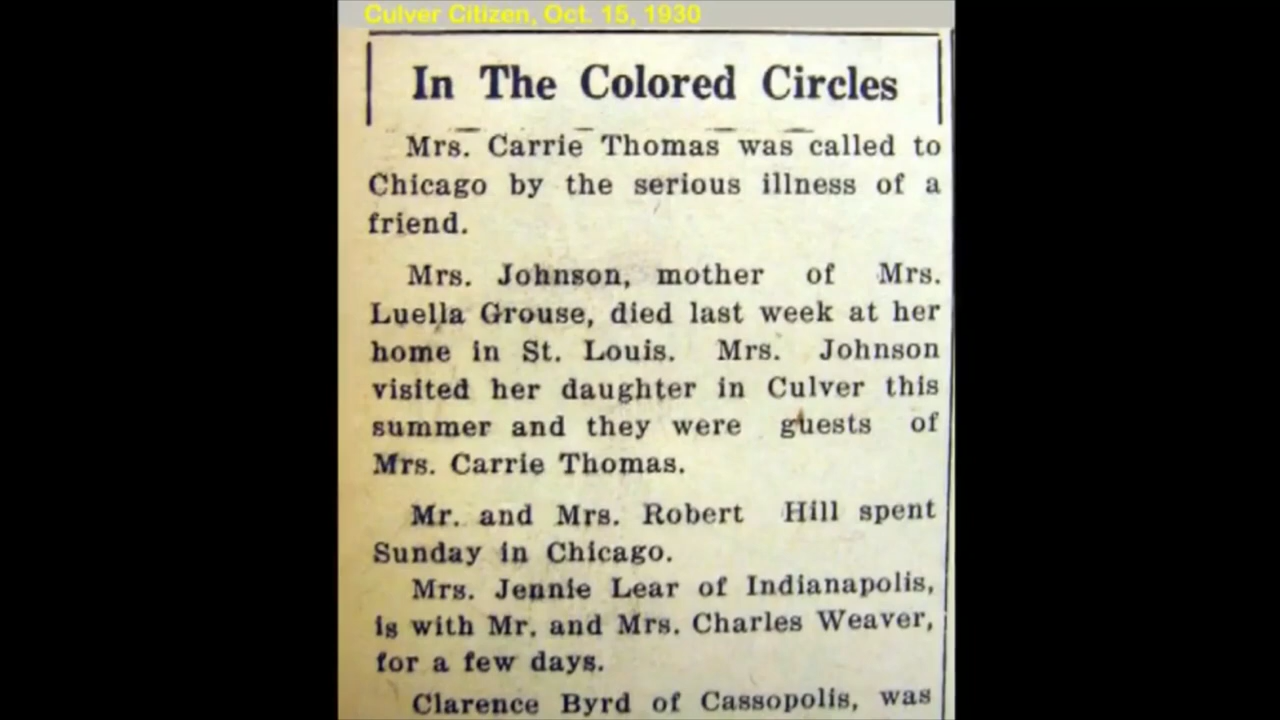 Culver Citizen, Oct. 15, 1930
In The Colored Circles
Mrs. Carrie Thomas was called to
Chicago by the serious illness of a
friend.
Mrs. Johnson, mother of Mrs.
Luella Grouse, died last week at her
home in St. Louis. Mrs. Johnson
visited her daughter in Culver this
summer and they were guests of
Mrs. Carrie Thomas.
Mr. and Mrs. Robert Hill spent
Sunday in Chicago.
Mrs. Jennie Lear of Indianapolis,
is with Mr. and Mrs. Charles Weaver,
for a few days.
Clarence Byrd of Cassopolis, was